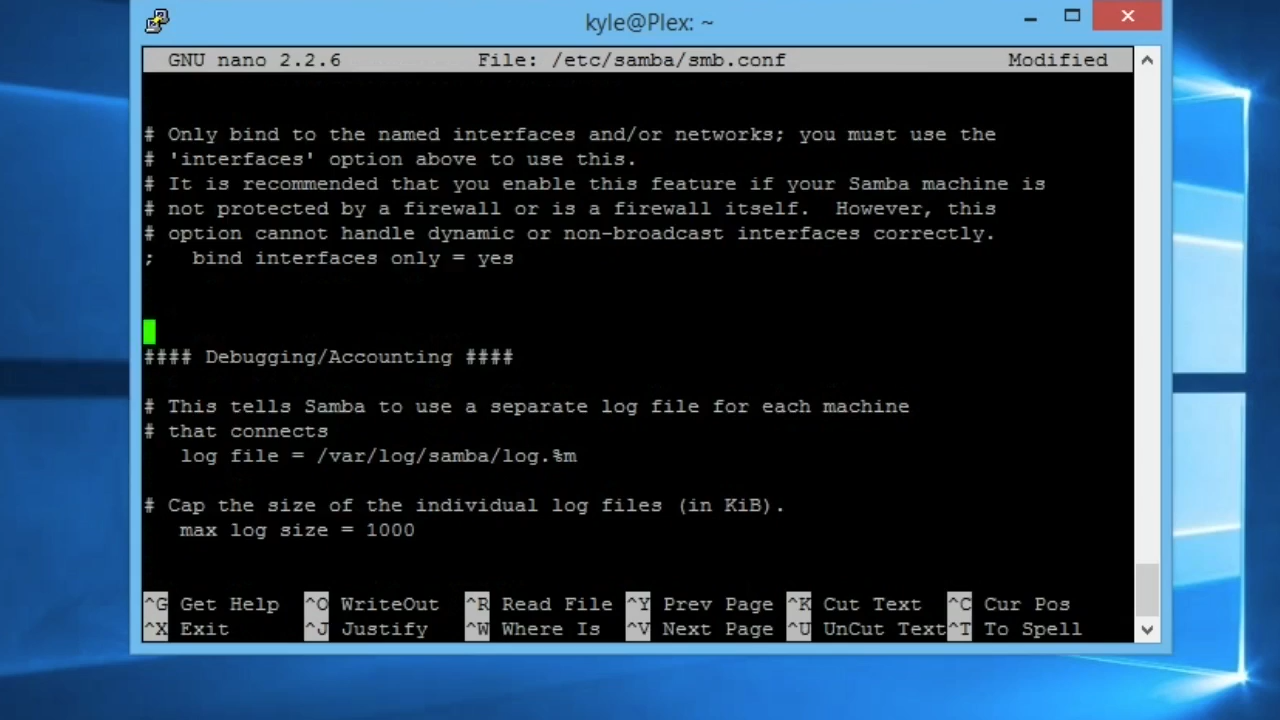 kyle@Plex: ~
GNU nano 2.2.6 File: /etc/samba/smb.conf Modified
# Only bind to the named interfaces and/or networks; you must use the
# 'interfaces' option above to use this.
# It is recommended that you enable this feature if your Samba machine is
# not protected by a firewall or is a firewall itself.  However, this
# option cannot handle dynamic or non-broadcast interfaces correctly.
;   bind interfaces only = yes
#### Debugging/Accounting ####
# This tells Samba to use a separate log file for each machine
# that connects
   log file = /var/log/samba/log.%m
# Cap the size of the individual log files (in KiB).
   max log size = 1000
^G Get Help ^O WriteOut ^R Read File ^Y Prev Page ^K Cut Text ^C Cur Pos
^X Exit ^J Justify ^W Where Is ^V Next Page ^U UnCut Text ^T To Spell